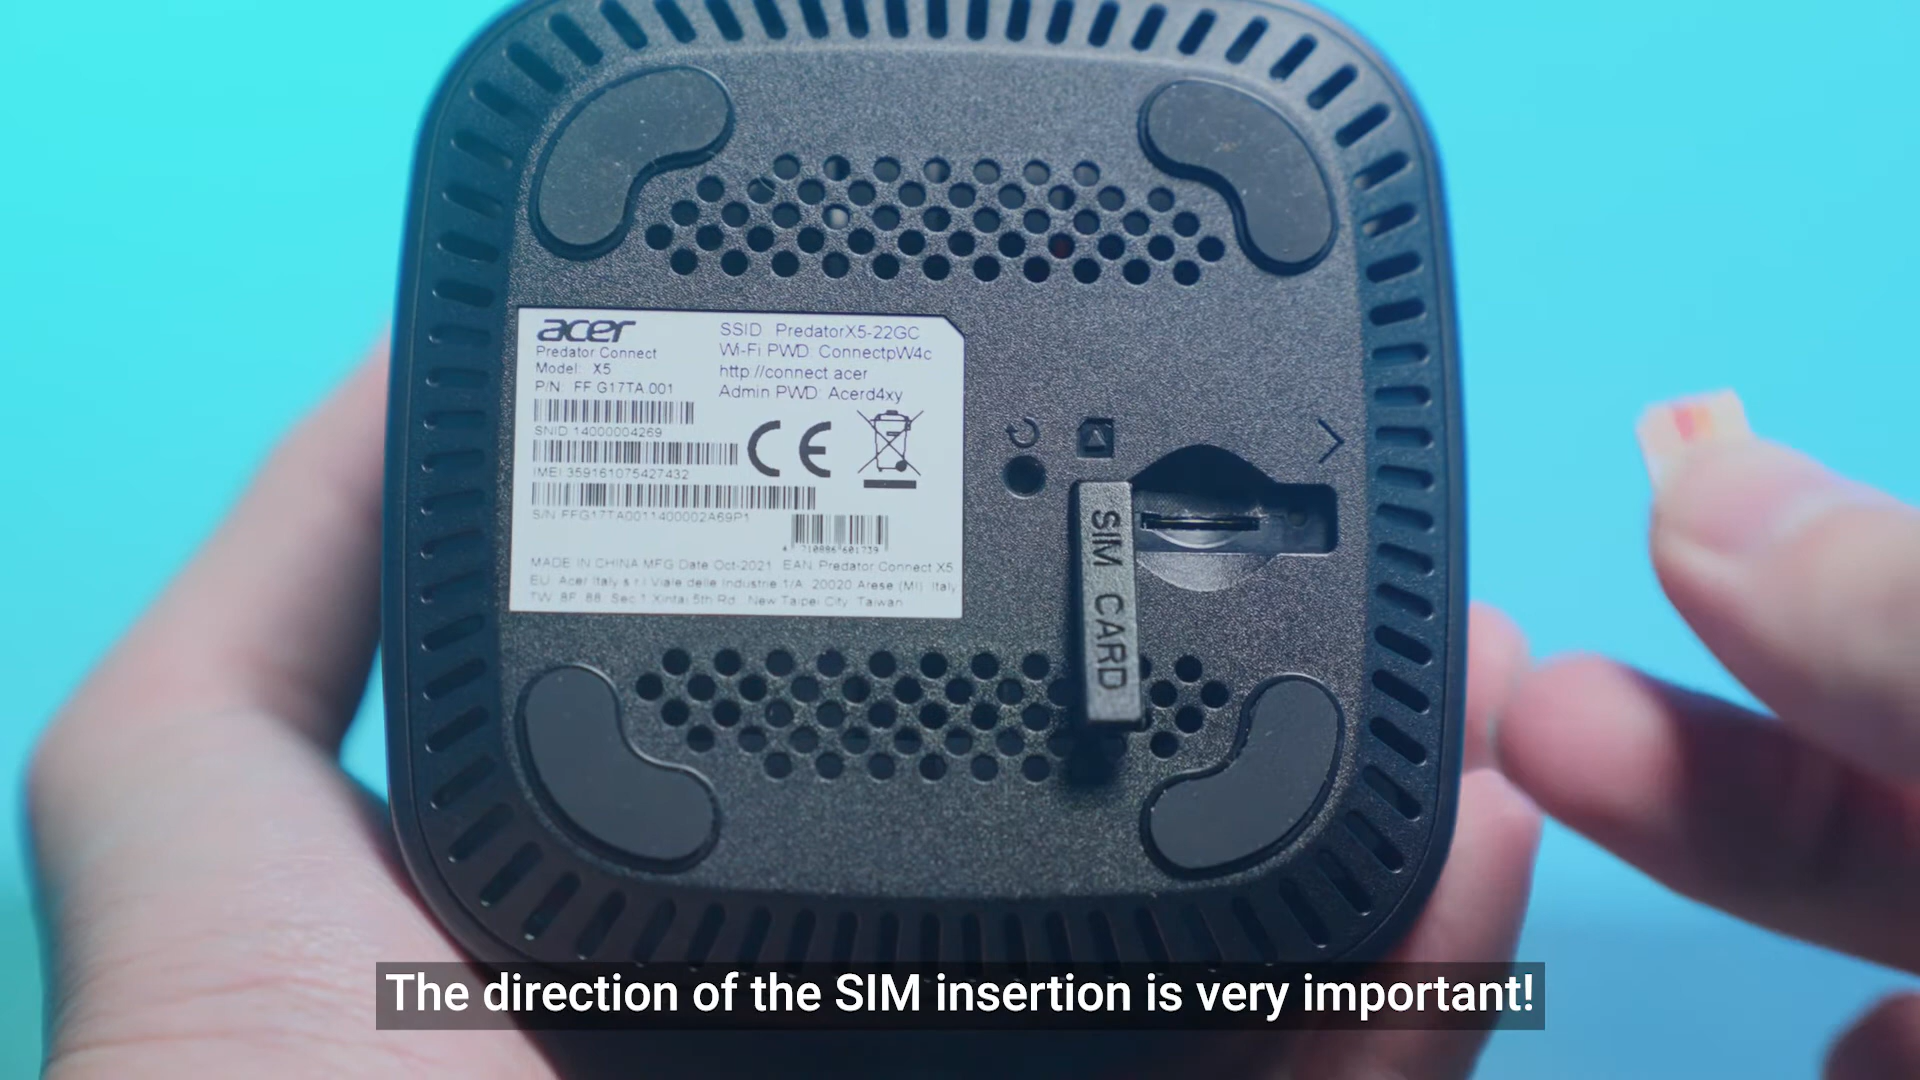 acer
Predator Connect
Model: X5
P/N: FF.G17TA.001
SNID 14000004269
IMEI 359161075427432
S/N FFG17TA0011400002A69P1
SSID PredatorX5-22GC
Wi-Fi PWD: ConnectpW4c
http://connect.acer
Admin PWD: Acerd4xy
CE
4 710886 601739
MADE IN CHINA MFG Date Oct-2021 EAN Predator Connect X5
EU Acer Italy s.r.l Viale delle Industrie 1/A, 20020 Arese (MI), Italy
TW 8F, 88, Sec.1 Xintai 5th Rd., New Taipei City, Taiwan
SIM CARD
The direction of the SIM insertion is very important!